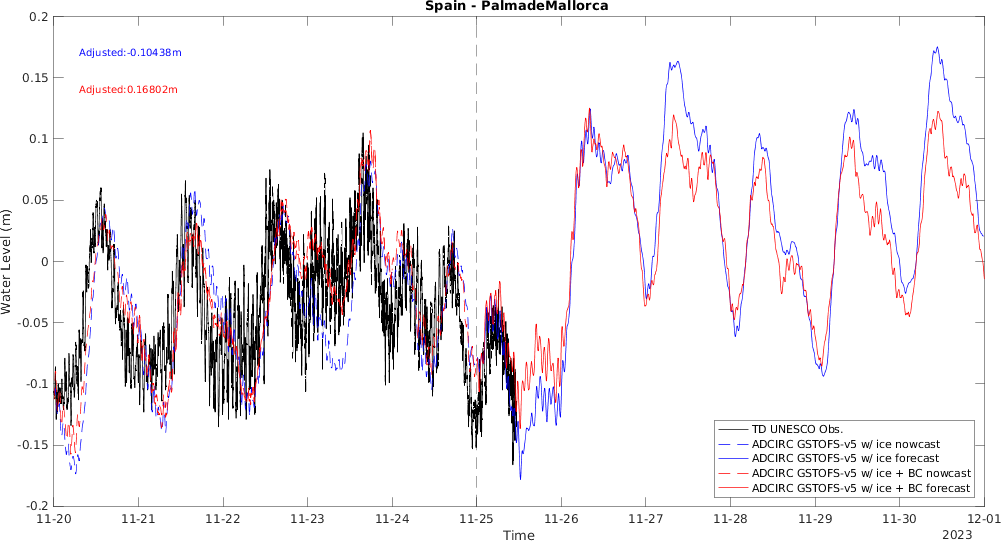 Spain - PalmadeMallorca
Adjusted:-0.10438m
Adjusted:0.16802m
Water Level (m)
0.2
0.15
0.1
0.05
0
-0.05
-0.1
-0.15
-0.2
TD UNESCO Obs.
ADCIRC GSTOFS-v5 w/ ice nowcast
ADCIRC GSTOFS-v5 w/ ice forecast
ADCIRC GSTOFS-v5 w/ ice + BC nowcast
ADCIRC GSTOFS-v5 w/ ice + BC forecast
11-20 11-21 11-22 11-23 11-24 11-25 11-26 11-27 11-28 11-29 11-30 12-01
Time
2023